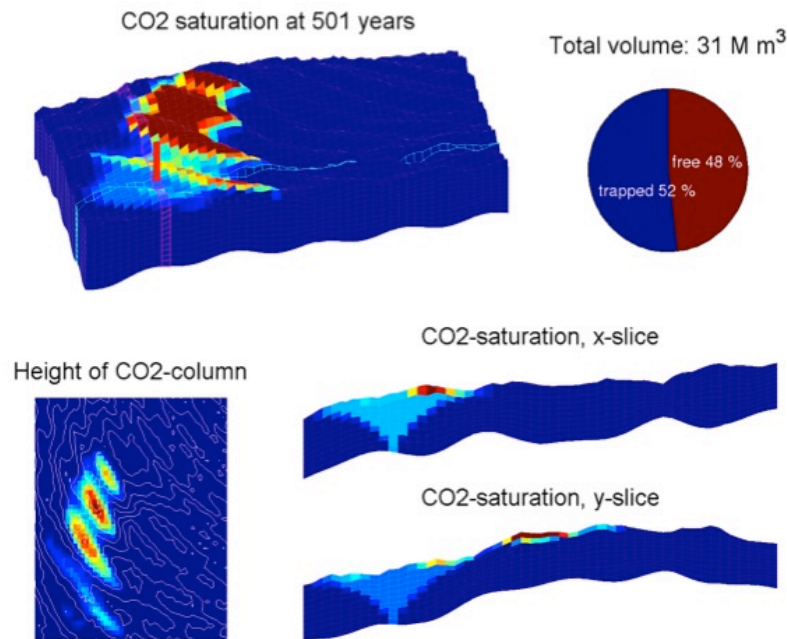 CO2 saturation at 501 years
Total volume: 31 M m³
free 48 %
trapped 52 %
CO2-saturation, x-slice
Height of CO2-column
CO2-saturation, y-slice